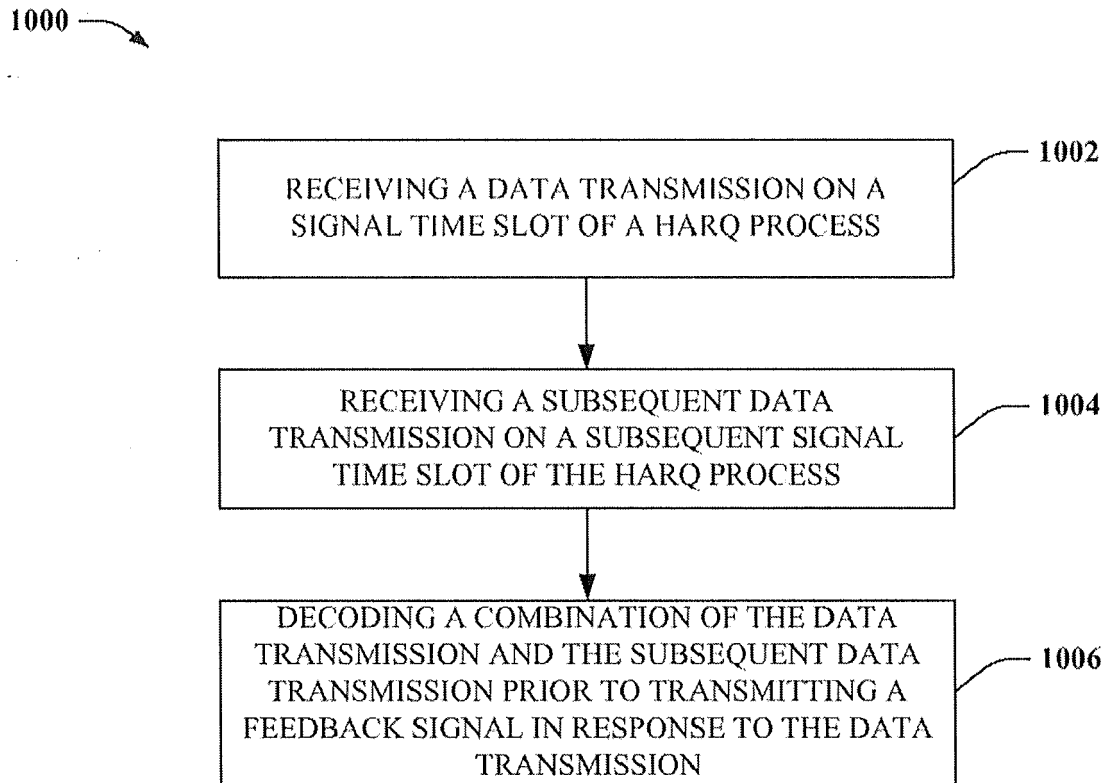 1000
1002
RECEIVING A DATA TRANSMISSION ON A
SIGNAL TIME SLOT OF A HARQ PROCESS
1004
RECEIVING A SUBSEQUENT DATA
TRANSMISSION ON A SUBSEQUENT SIGNAL
TIME SLOT OF THE HARQ PROCESS
1006
DECODING A COMBINATION OF THE DATA
TRANSMISSION AND THE SUBSEQUENT DATA
TRANSMISSION PRIOR TO TRANSMITTING A
FEEDBACK SIGNAL IN RESPONSE TO THE DATA
TRANSMISSION